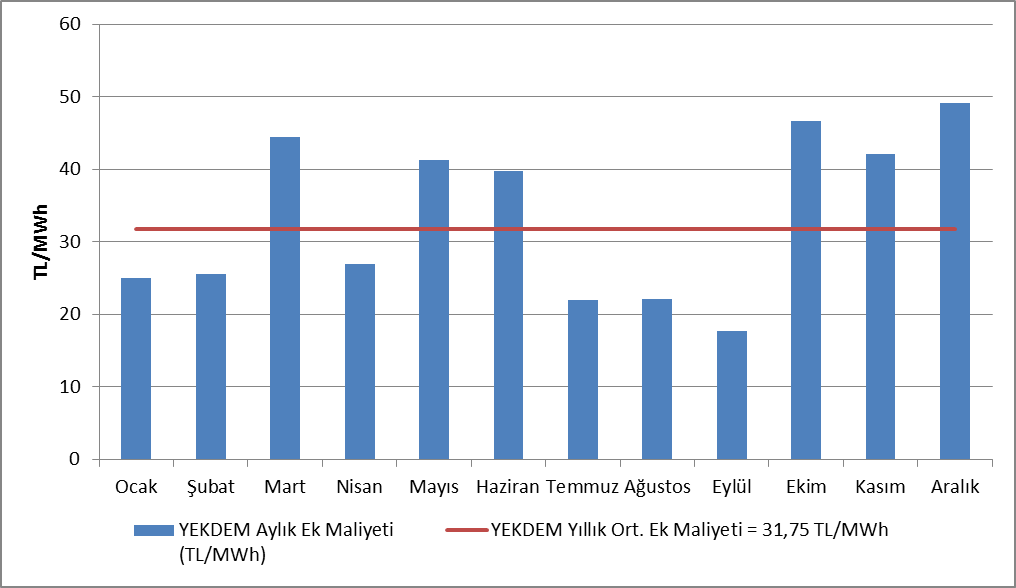 60
50
40
30
20
10
0
TL/MWh
Ocak Şubat Mart Nisan Mayıs Haziran Temmuz Ağustos Eylül Ekim Kasım Aralık
YEKDEM Aylık Ek Maliyeti
(TL/MWh)
YEKDEM Yıllık Ort. Ek Maliyeti = 31,75 TL/MWh